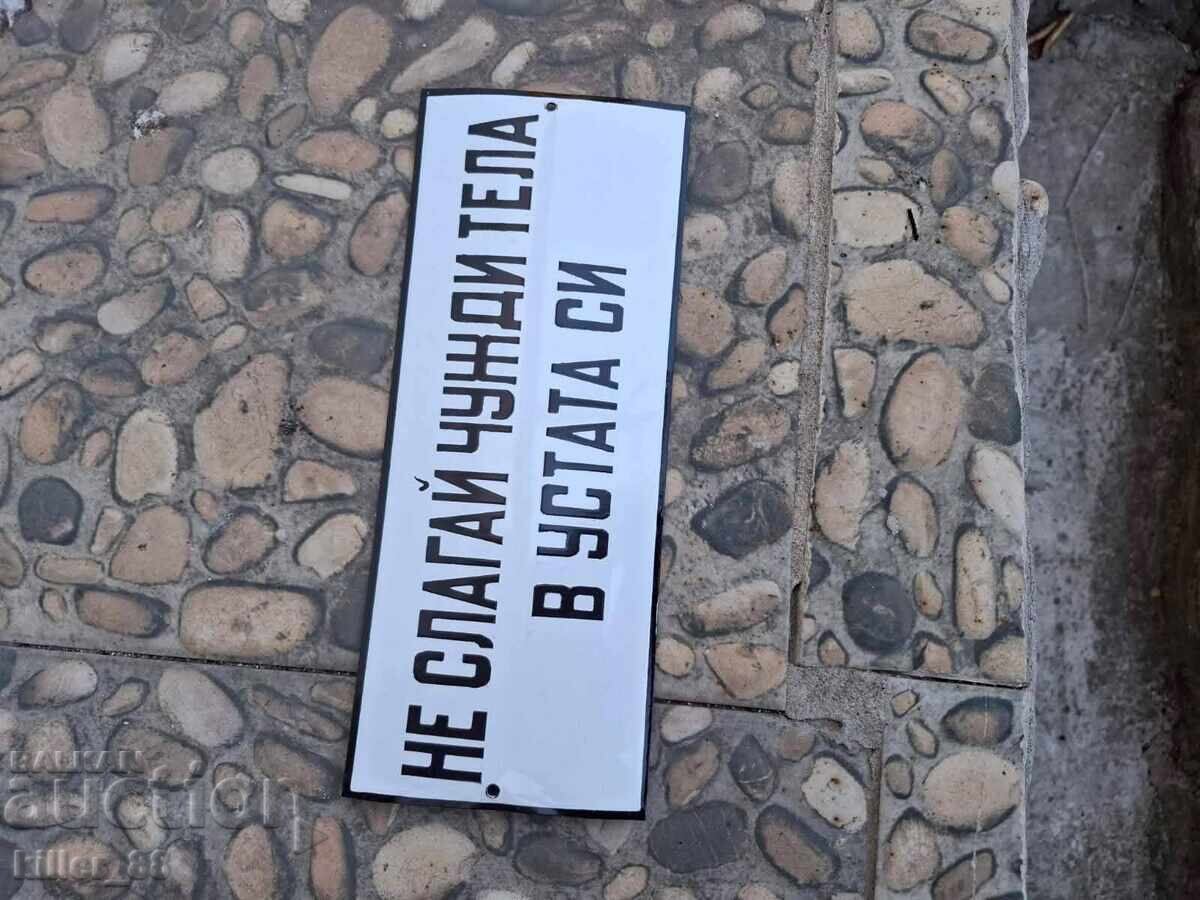 НЕ СЛАГАЙ ЧУЖДИ ТЕЛА
В УСТАТА СИ
BALKAN
auction
killer_88